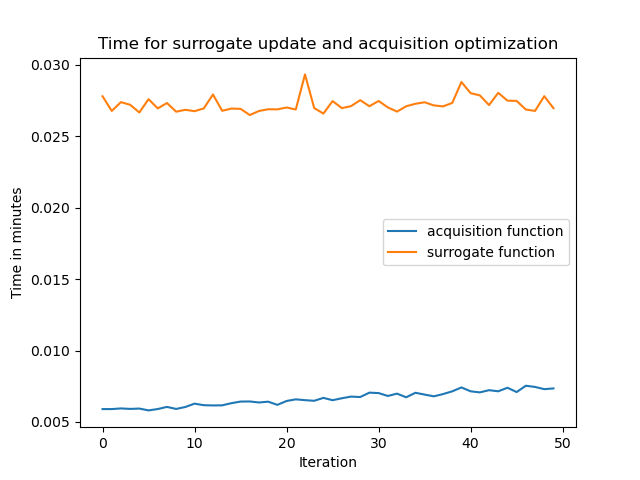 Time for surrogate update and acquisition optimization
0.030
0.025
0.020
0.015
0.010
0.005
Time in minutes
acquisition function
surrogate function
0 10 20 30 40 50
Iteration